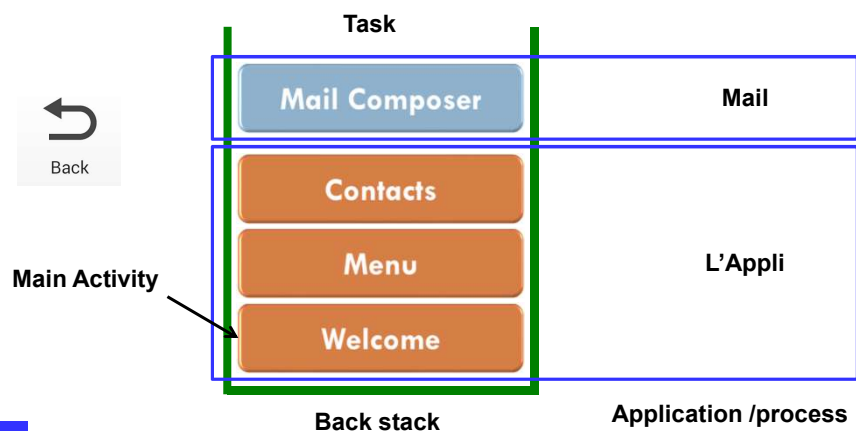 Task
Mail Composer
Mail
Back
Contacts
Menu
L’Appli
Main Activity
Welcome
Back stack
Application /process